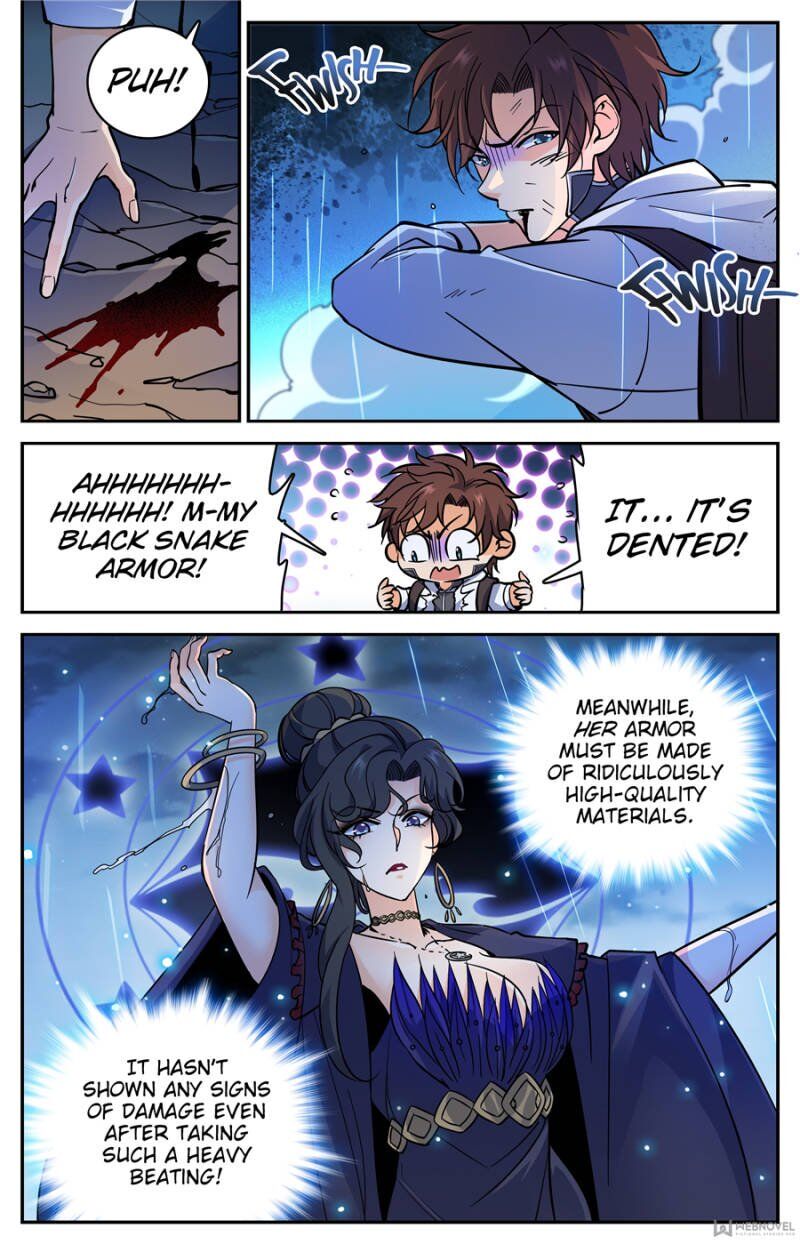 PUH!
FWISH-
FWISH-
AHHHHHHH-
HHHHHH! M-MY
BLACK SNAKE
ARMOR!
IT... IT'S
DENTED!
MEANWHILE,
HER ARMOR
MUST BE MADE
OF RIDICULOUSLY
HIGH-QUALITY
MATERIALS.
IT HASN'T
SHOWN ANY SIGNS
OF DAMAGE EVEN
AFTER TAKING
SUCH A HEAVY
BEATING!
WEBNOVEL